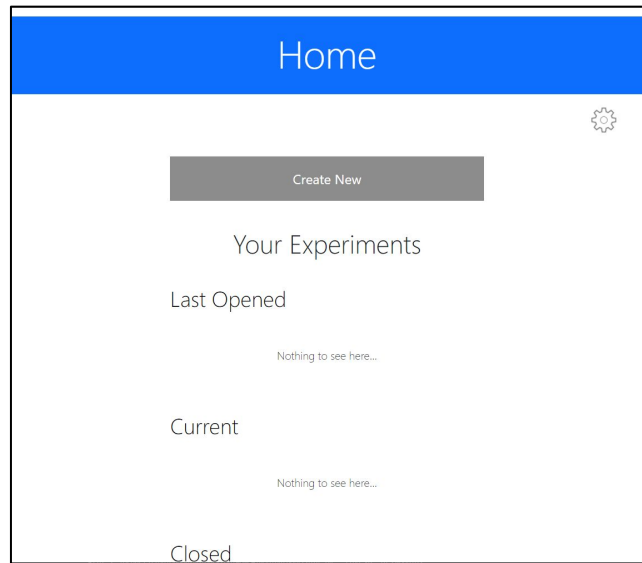 Home
Create New
Your Experiments
Last Opened
Nothing to see here...
Current
Nothing to see here...
Closed